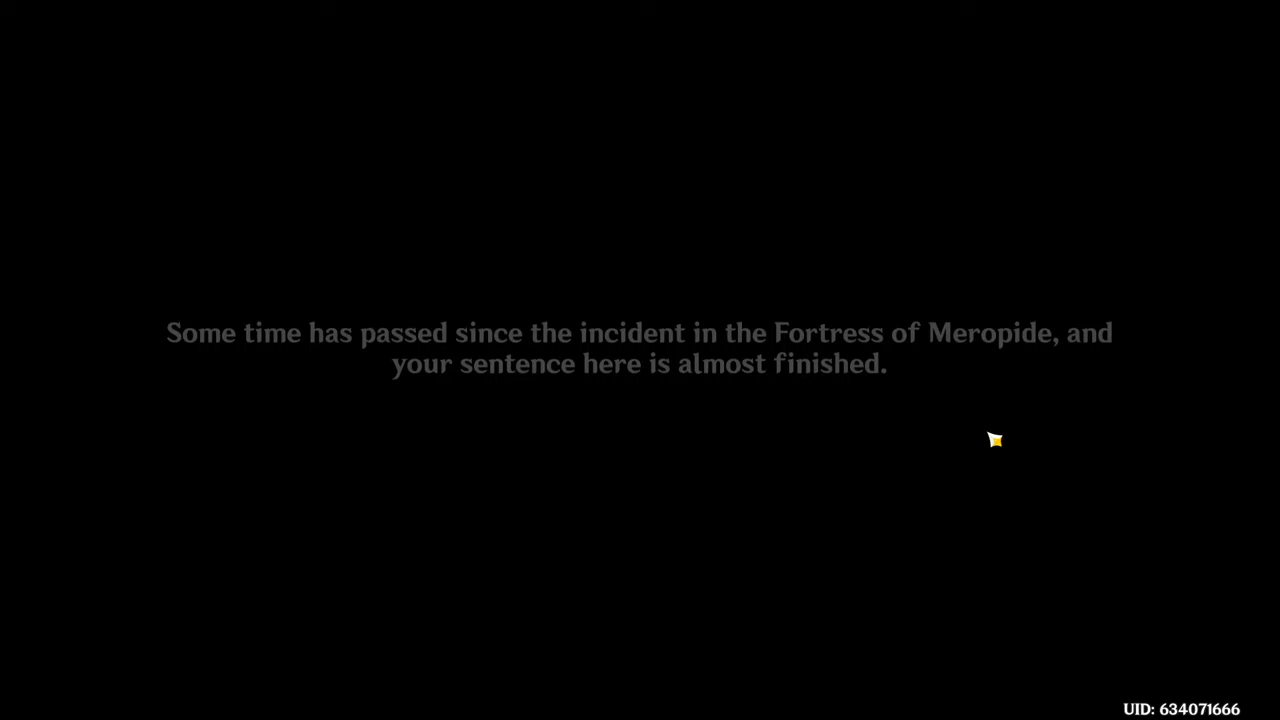 Some time has passed since the incident in the Fortress of Meropide, and
your sentence here is almost finished.
UID: 634071666